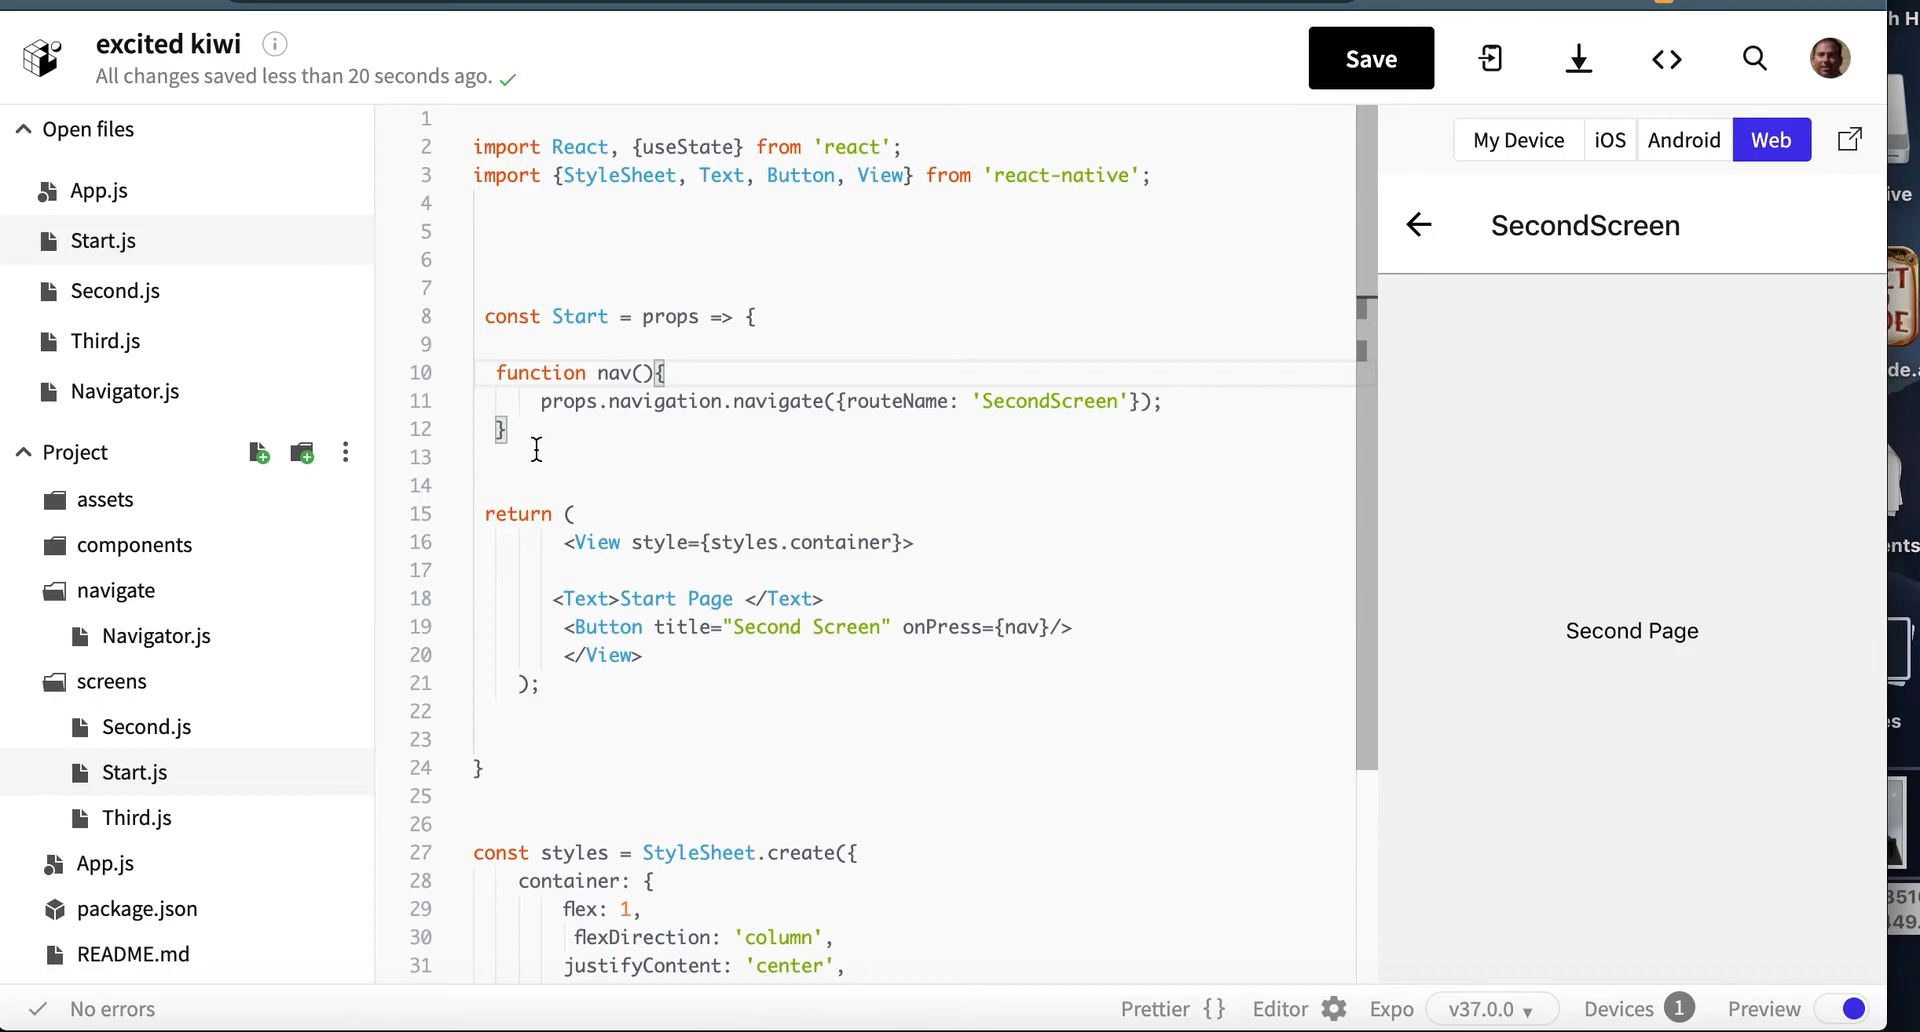 excited kiwi
All changes saved less than 20 seconds ago.
Save
Open files
App.js
Start.js
Second.js
Third.js
Navigator.js
Project
assets
components
navigate
Navigator.js
screens
Second.js
Start.js
Third.js
App.js
package.json
README.md
1
2 import React, {useState} from 'react';
3 import {StyleSheet, Text, Button, View} from 'react-native';
4
5
6
7
8 const Start = props => {
9
10 function nav(){
11 props.navigation.navigate({routeName: 'SecondScreen'});
12 }
13
14
15 return (
16 <View style={styles.container}>
17
18 <Text>Start Page </Text>
19 <Button title="Second Screen" onPress={nav}/>
20 </View>
21 );
22
23
24 }
25
26
27 const styles = StyleSheet.create({
28 container: {
29 flex: 1,
30 flexDirection: 'column',
31 justifyContent: 'center',
My Device iOS Android Web
SecondScreen
Second Page
No errors
Prettier {} Editor Expo v37.0.0 Devices 1 Preview